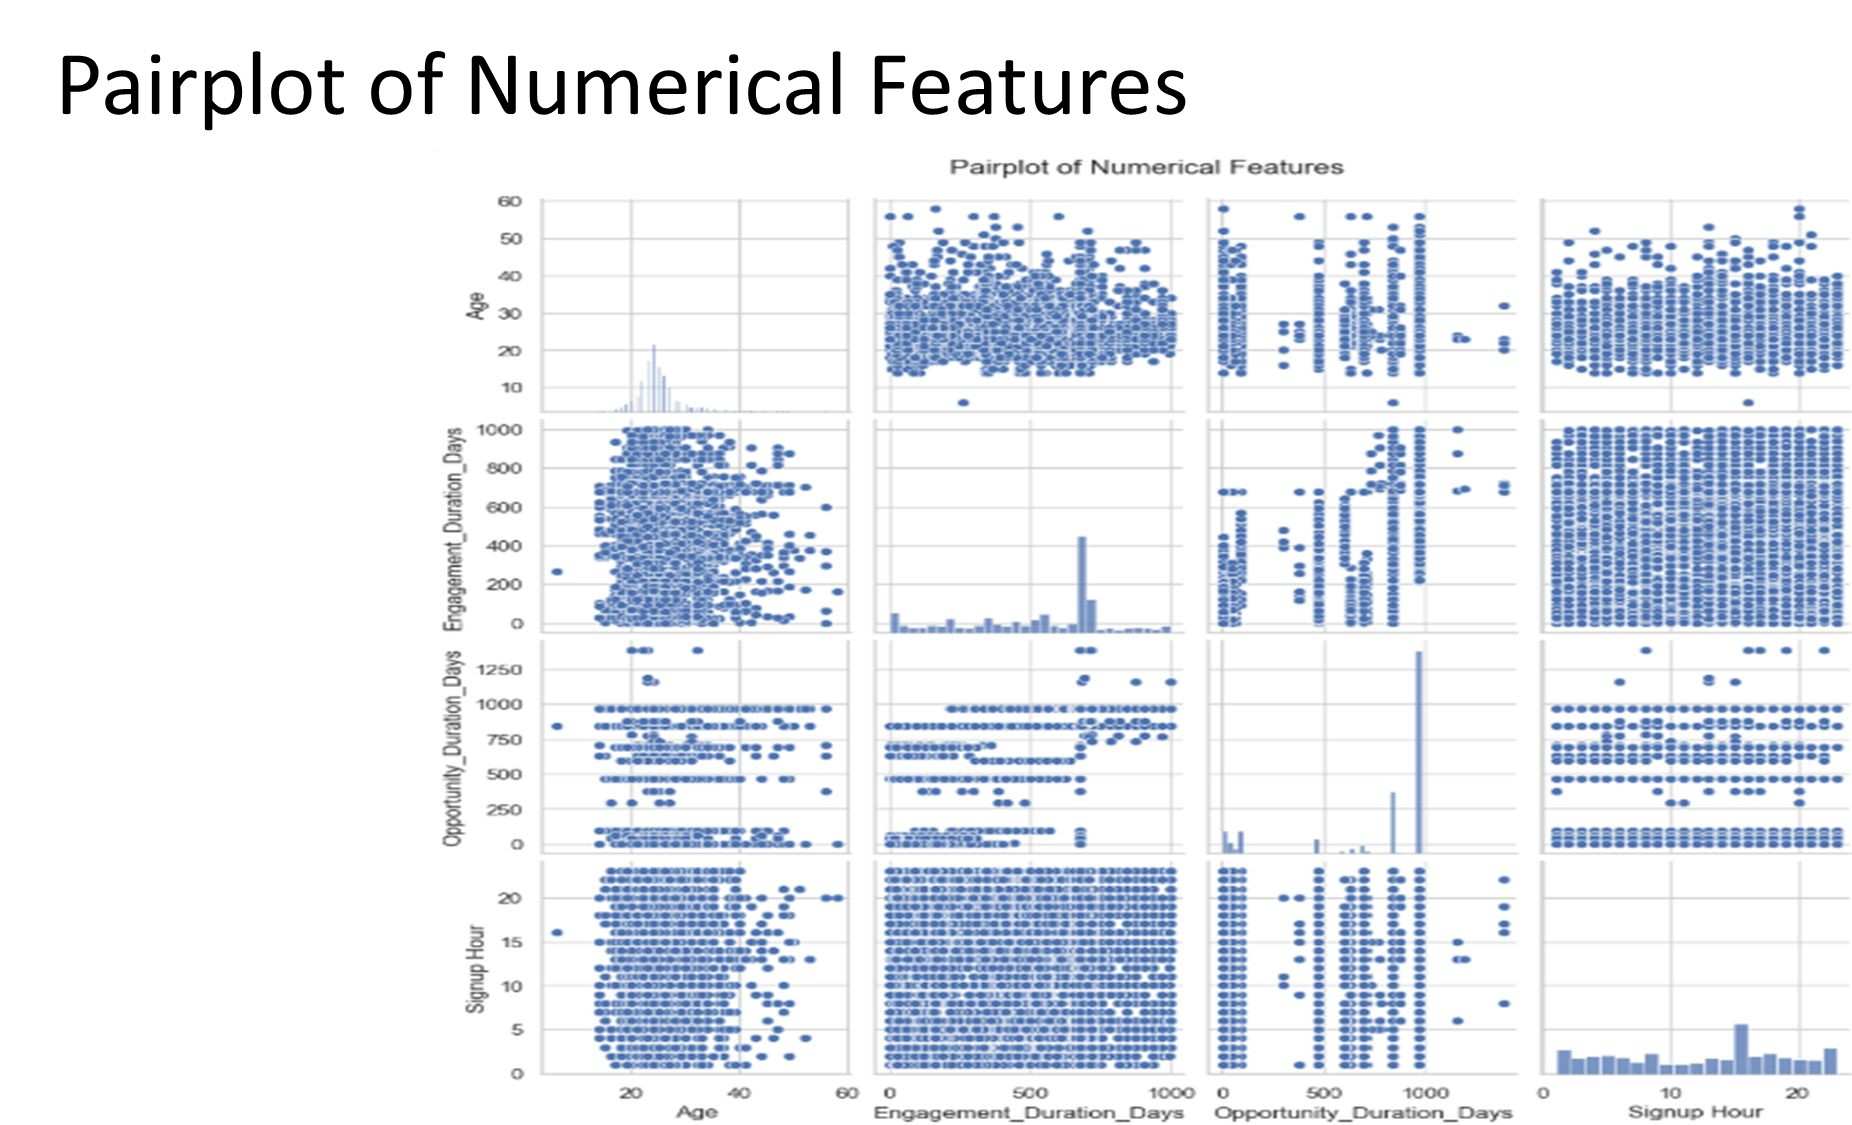 Pairplot of Numerical Features
Pairplot of Numerical Features
60
50
40
30
20
10
Age
1000
800
600
400
200
0
Engagement_Duration_Days
1250
1000
750
500
250
0
Opportunity_Duration_Days
20
15
10
5
0
Signup Hour
20 40 60
0 500 1000
0 500 1000
0 10 20
Age
Engagement_Duration_Days
Opportunity_Duration_Days
Signup Hour